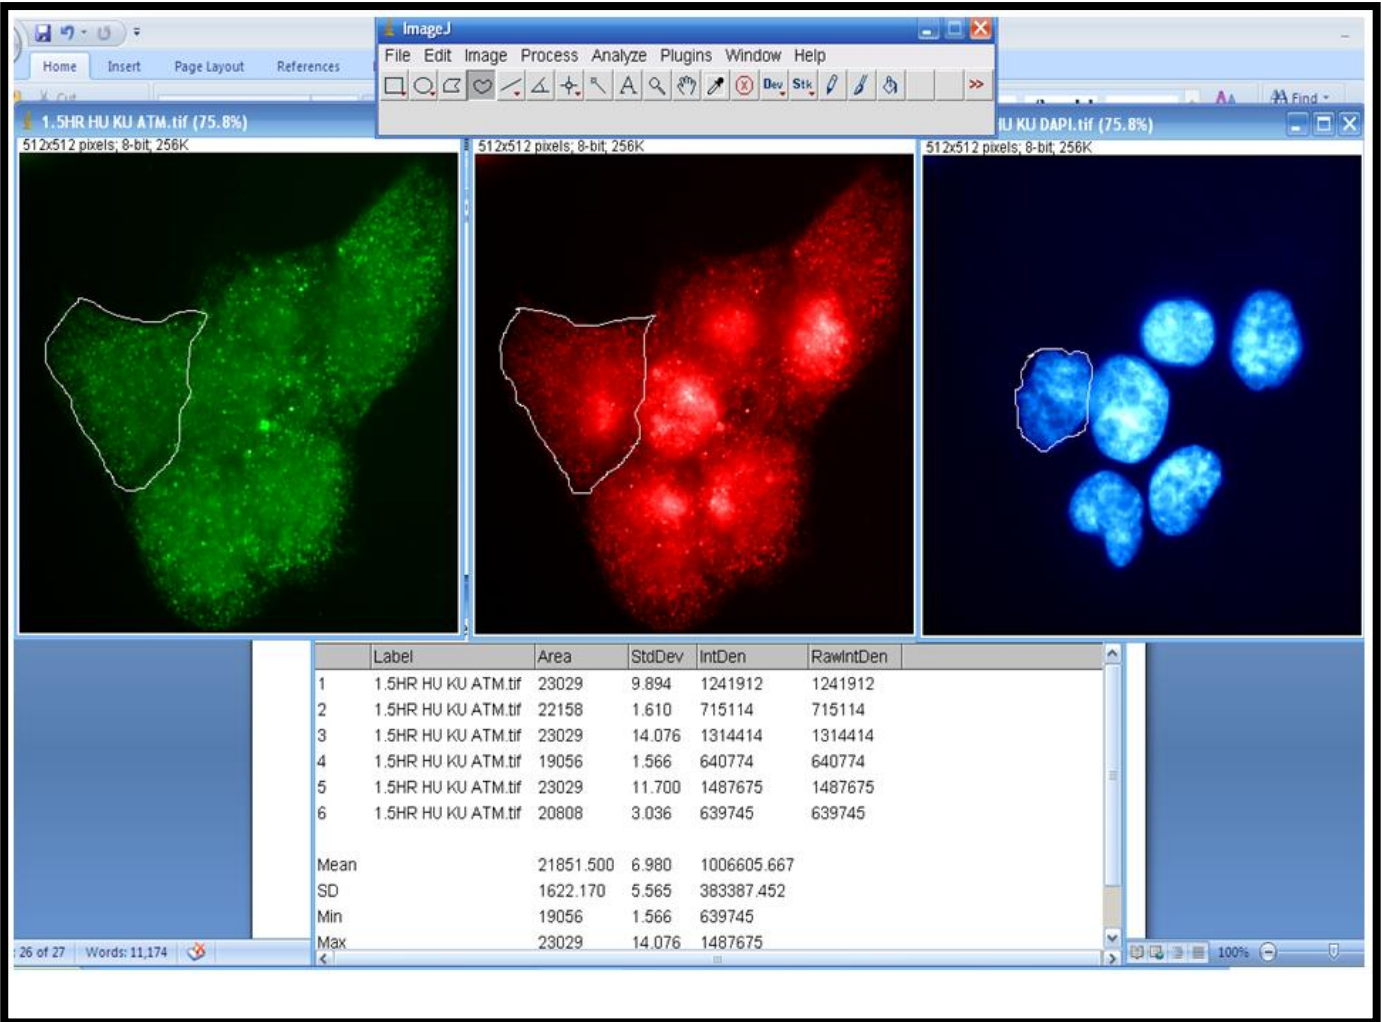 ImageJ
File Edit Image Process Analyze Plugins Window Help
Home Insert Page Layout References
Cut
A Dev Stk >>
Find
1.5HR HU KU ATM.tif (75.8%)
KU DAPI.tif (75.8%)
512x512 pixels; 8-bit; 256K
512x512 pixels; 8-bit; 256K
512x512 pixels; 8-bit; 256K
Label Area StdDev IntDen RawIntDen
1 1.5HR HU KU ATM.tif 23029 9.894 1241912 1241912
2 1.5HR HU KU ATM.tif 22158 1.610 715114 715114
3 1.5HR HU KU ATM.tif 23029 14.076 1314414 1314414
4 1.5HR HU KU ATM.tif 19056 1.566 640774 640774
5 1.5HR HU KU ATM.tif 23029 11.700 1487675 1487675
6 1.5HR HU KU ATM.tif 20808 3.036 639745 639745
Mean 21851.500 6.980 1006605.667
SD 1622.170 5.565 383387.452
Min 19056 1.566 639745
Max 23029 14.076 1487675
26 of 27 Words: 11,174 100%